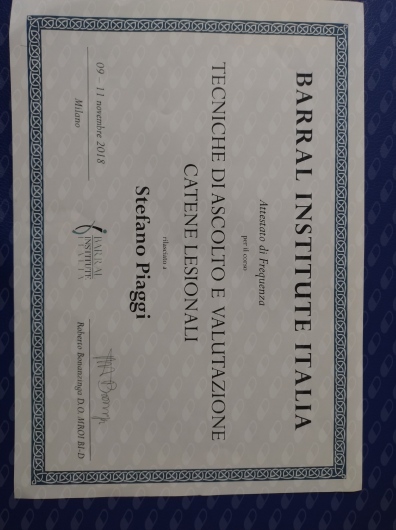 BARRAL INSTITUTE ITALIA
Attestato di Frequenza
per il corso
TECNICHE DI ASCOLTO E VALUTAZIONE
CATENE LESIONALI
rilasciato a
Stefano Piaggi
09 - 11 novembre 2018
Milano
BARRAL
INSTITUTE
ITALIA
Roberto Bonanzinga D.O. MROI BI-D